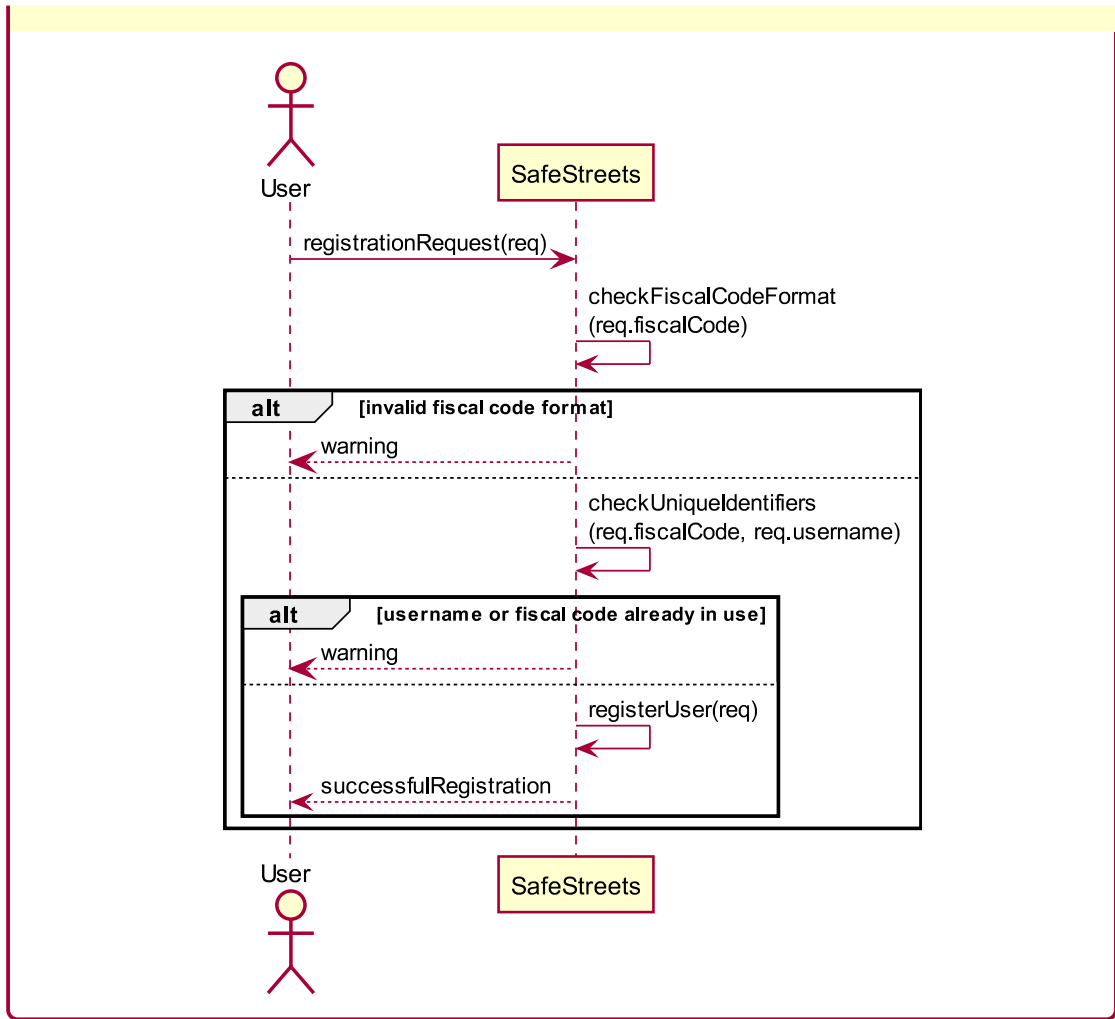 User
SafeStreets
registrationRequest(req)
checkFiscalCodeFormat
(req.fiscalCode)
alt
[invalid fiscal code format]
warning
checkUniqueIdentifiers
(req.fiscalCode, req.username)
alt
[username or fiscal code already in use]
warning
registerUser(req)
successfulRegistration
User
SafeStreets